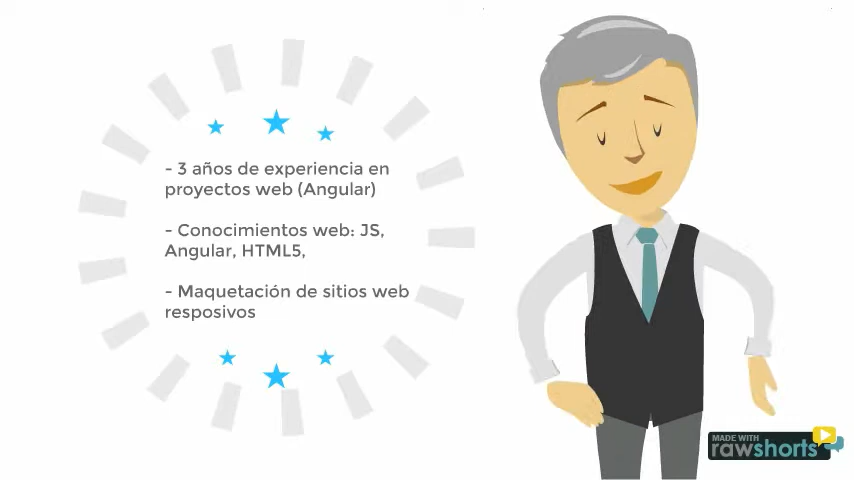 - 3 años de experiencia en
proyectos web (Angular)
- Conocimientos web: JS,
Angular, HTML5,
- Maquetación de sitios web
resposivos
MADE WITH
rawshorts